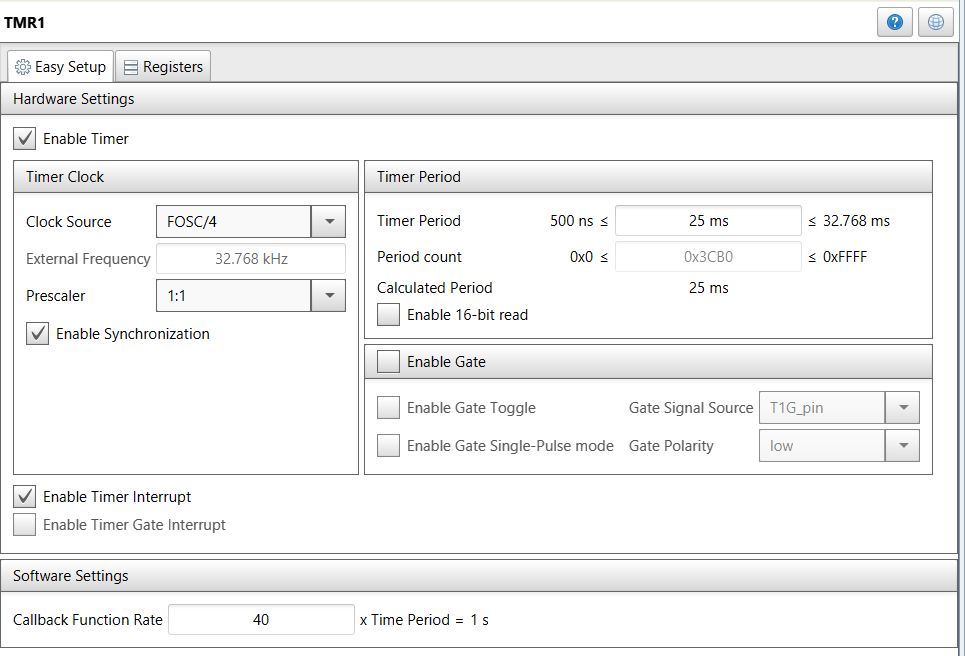 TMR1
Easy Setup Registers
Hardware Settings
Enable Timer
Timer Clock
Clock Source FOSC/4
External Frequency 32.768 kHz
Prescaler 1:1
Enable Synchronization
Timer Period
Timer Period 500 ns ≤ 25 ms ≤ 32.768 ms
Period count 0x0 ≤ 0x3CB0 ≤ 0xFFFF
Calculated Period 25 ms
Enable 16-bit read
Enable Gate
Enable Gate Toggle Gate Signal Source T1G_pin
Enable Gate Single-Pulse mode Gate Polarity low
Enable Timer Interrupt
Enable Timer Gate Interrupt
Software Settings
Callback Function Rate 40 x Time Period = 1 s